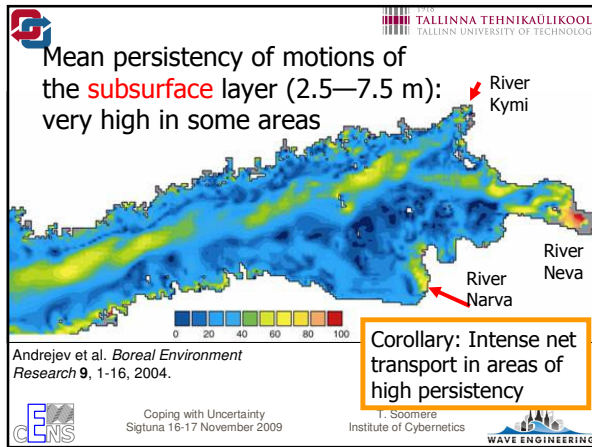 1918
TALLINNA TEHNIKAÜLIKOOL
TALLINN UNIVERSITY OF TECHNOLOG
Mean persistency of motions of
the subsurface layer (2.5—7.5 m):
very high in some areas
River
Kymi
River
Neva
River
Narva
0 20 40 60 80 100
Corollary: Intense net
transport in areas of
high persistency
Andrejev et al. Boreal Environment
Research 9, 1-16, 2004.
CENS
Coping with Uncertainty
Sigtuna 16-17 November 2009
T. Soomere
Institute of Cybernetics
WAVE ENGINEERING